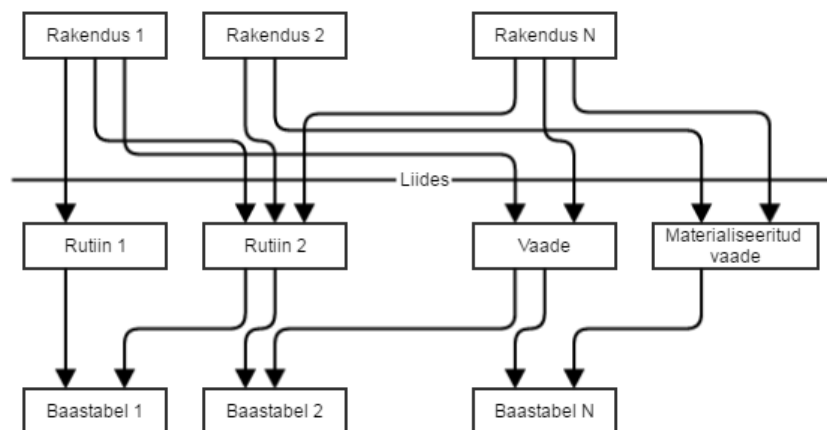 Rakendus 1
Rakendus 2
Rakendus N
Liides
Rutiin 1
Rutiin 2
Vaade
Materialiseeritud
vaade
Baastabel 1
Baastabel 2
Baastabel N